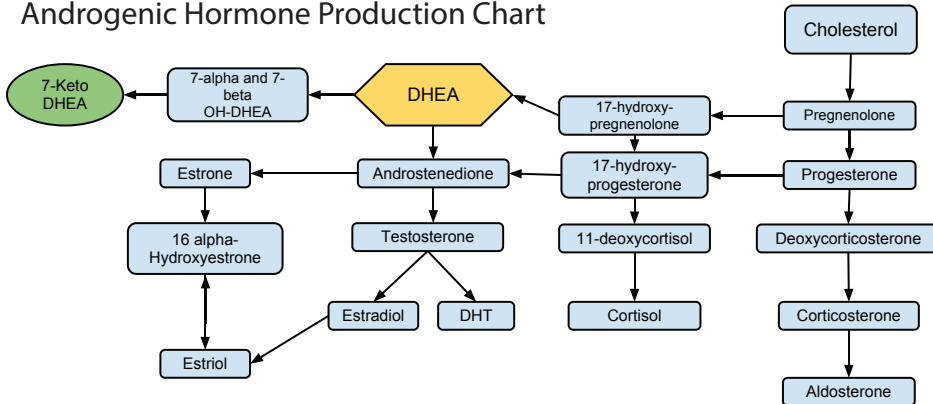 Androgenic Hormone Production Chart
Cholesterol
7-Keto
DHEA
7-alpha and 7-
beta
OH-DHEA
DHEA
17-hydroxy-
pregnenolone
Pregnenolone
Estrone
Androstenedione
17-hydroxy-
progesterone
Progesterone
16 alpha-
Hydroxyestrone
Testosterone
11-deoxycortisol
Deoxycorticosterone
Estradiol
DHT
Cortisol
Corticosterone
Estriol
Aldosterone